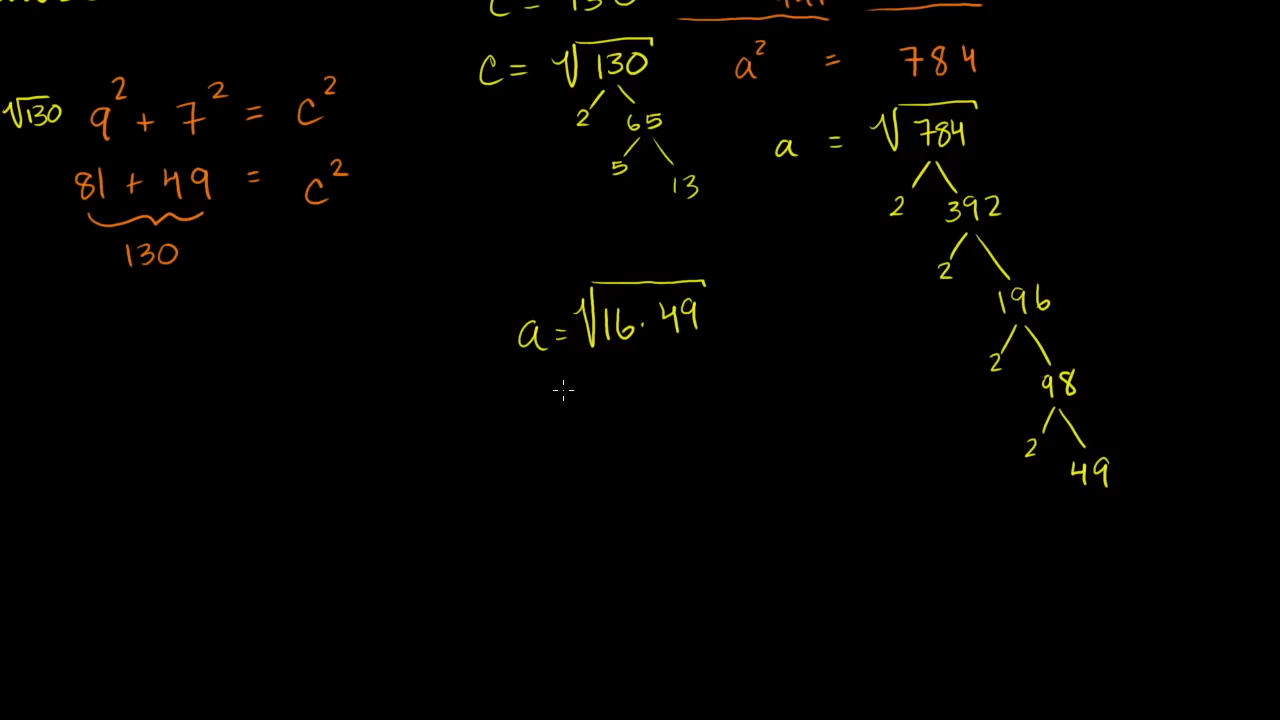 √130
9² + 7² = c²
81 + 49 = c²
130
c = √130
2 65
5 13
a² = 784
a = √784
2 392
2 196
2 98
2 49
a = √16 · 49